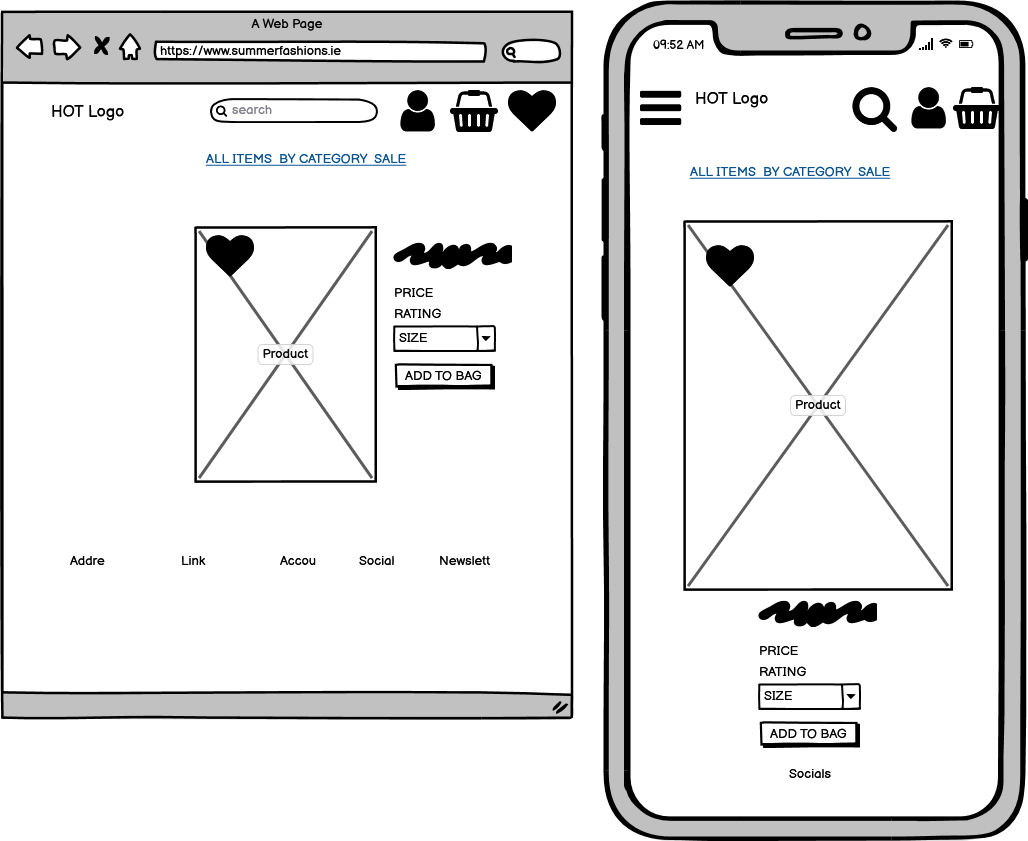 A Web Page
https://www.summerfashions.ie
HOT Logo
search
ALL ITEMS BY CATEGORY SALE
Product
PRICE
RATING
SIZE
ADD TO BAG
Addre
Link
Accou
Social
Newslett
09:52 AM
HOT Logo
ALL ITEMS BY CATEGORY SALE
Product
PRICE
RATING
SIZE
ADD TO BAG
Socials